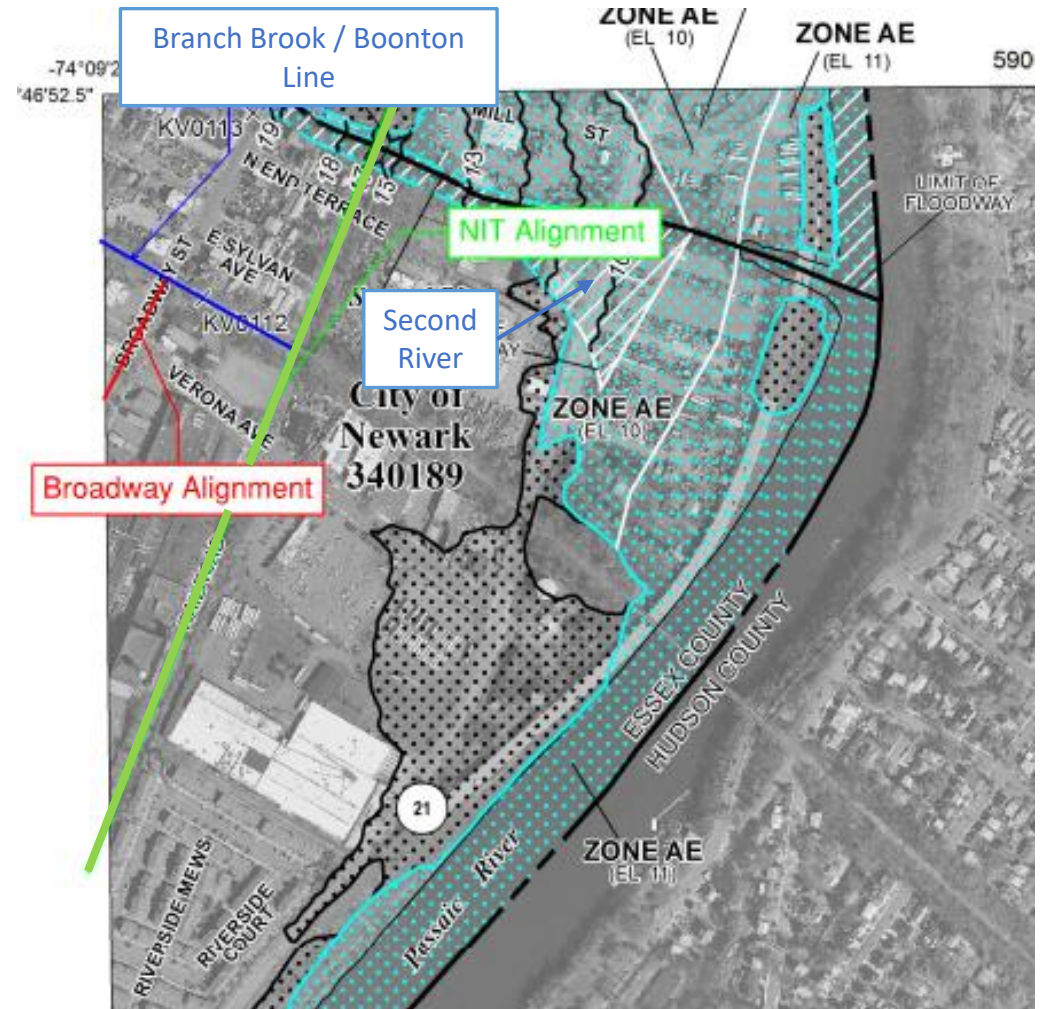 ZONE AE
(EL 10)
ZONE AE
(EL 11)
590
Branch Brook / Boonton
Line
-74°09'2
°46'52.5"
KV0113
19
18
15
13
MILL
ST
N END TERRACE
LIMIT OF
FLOODWAY
NIT Alignment
E SYLVAN
AVE
BROADWAY ST
KV0112
Second
River
VERONA AVE
City of
Newark
340189
ZONE AE
(EL 10)
Broadway Alignment
ESSEX COUNTY
HUDSON COUNTY
21
ZONE AE
(EL 11)
Passaic River
RIVERSIDE MEWS
RIVERSIDE
COURT